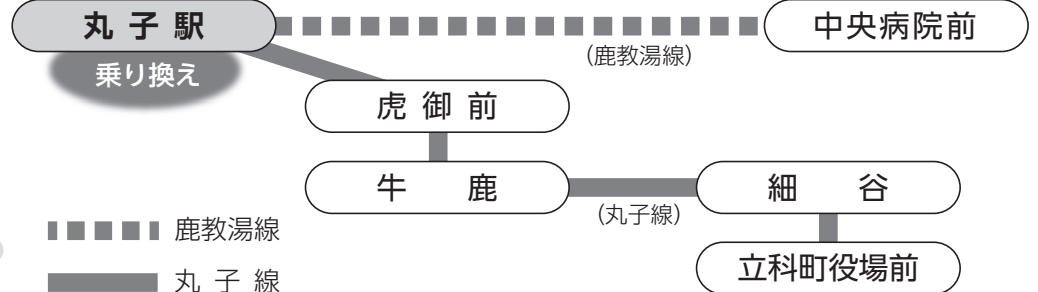 丸子駅
中央病院前
(鹿教湯線)
乗り換え
虎御前
牛鹿
細谷
(丸子線)
鹿教湯線
立科町役場前
丸子線